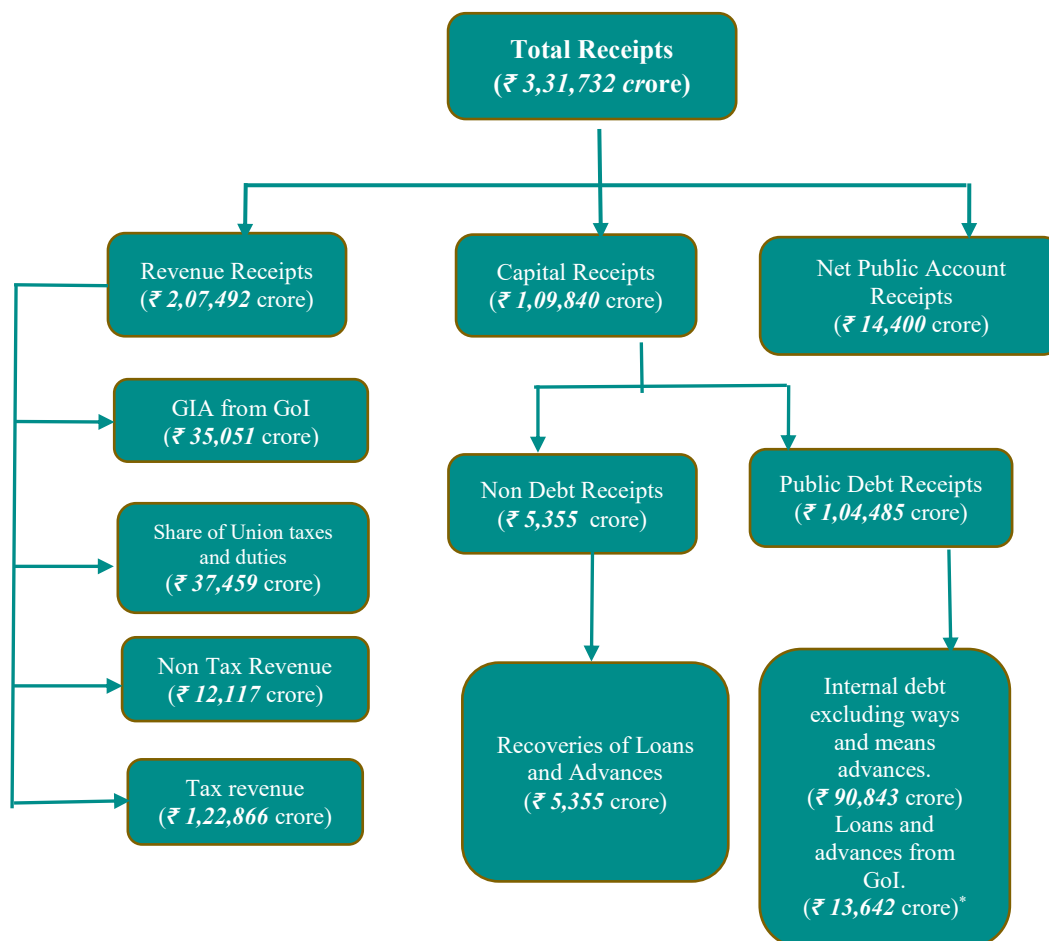 Total Receipts
(₹ 3,31,732 crore)
Revenue Receipts
(₹ 2,07,492 crore)
Capital Receipts
(₹ 1,09,840 crore)
Net Public Account
Receipts
(₹ 14,400 crore)
GIA from GoI
(₹ 35,051 crore)
Share of Union taxes
and duties
(₹ 37,459 crore)
Non Tax Revenue
(₹ 12,117 crore)
Tax revenue
(₹ 1,22,866 crore)
Non Debt Receipts
(₹ 5,355 crore)
Public Debt Receipts
(₹ 1,04,485 crore)
Recoveries of Loans
and Advances
(₹ 5,355 crore)
Internal debt
excluding ways
and means
advances.
(₹ 90,843 crore)
Loans and
advances from
GoI.
(₹ 13,642 crore)*